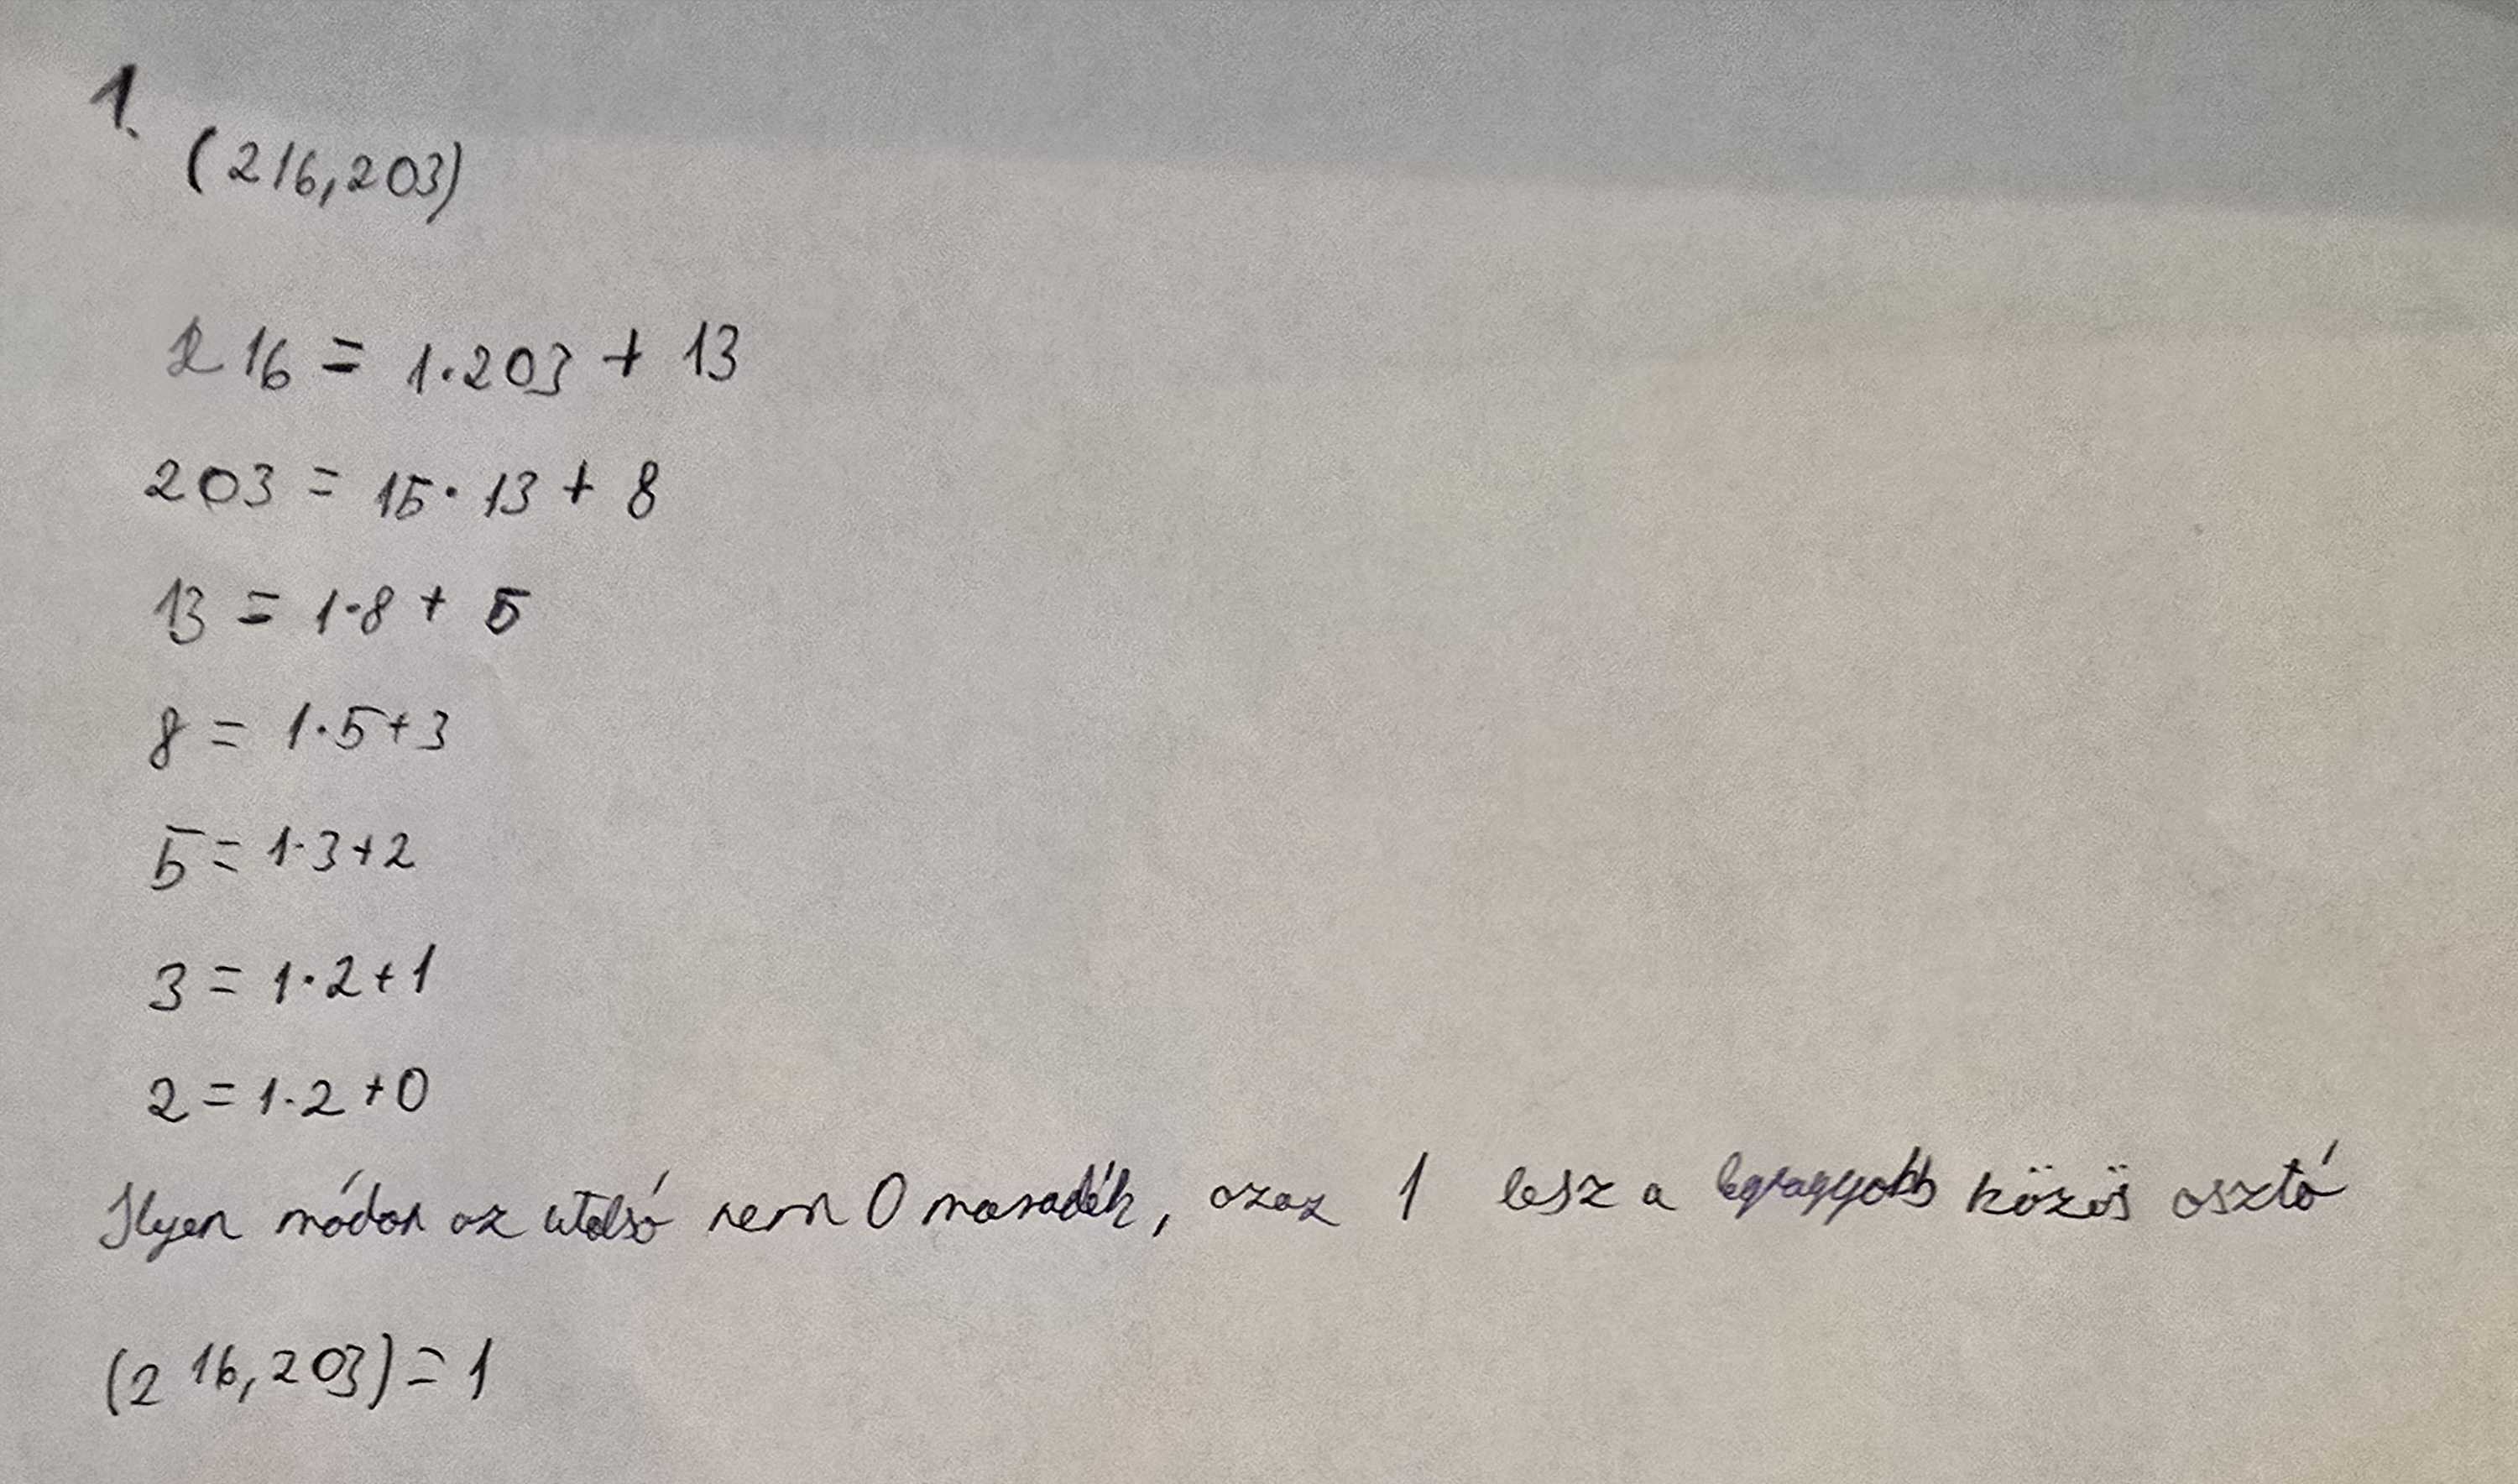 1.
(216,203)
216 = 1·203 + 13
203 = 15·13 + 8
13 = 1·8 + 5
8 = 1·5+3
5 = 1·3+2
3 = 1·2+1
2 = 1·2+0
Ilyen módon az utolsó nem 0 maradék, azaz 1 lesz a legnagyobb közös osztó
(216,203) = 1